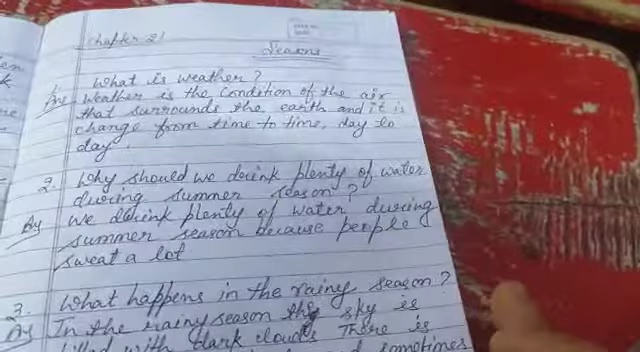 Chapter 21
Seasons
1. What is weather?
Ans Weather is the condition of the air
that surrounds the earth and it is
change from time to time, day to
day.
2. Why should we drink plenty of water
during summer season?
Ans We drink plenty of water during
summer season because people
sweat a lot
3. What happens in the rainy season?
Ans In the rainy season the sky is
filled with dark clouds There is
sometimes